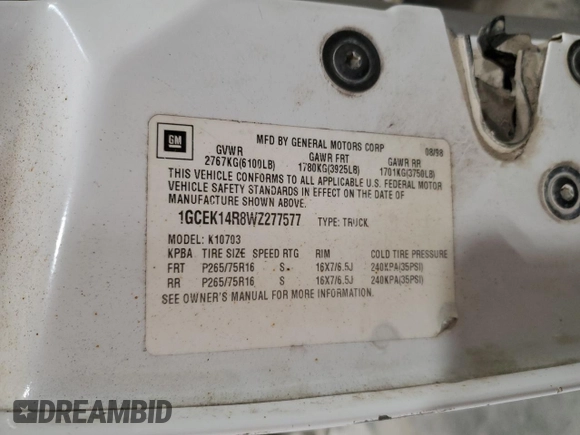 GM
MFD BY GENERAL MOTORS CORP 08/98
GVWR GAWR FRT GAWR RR
2767KG(6100LB) 1780KG(3925LB) 1701KG(3750LB)
THIS VEHICLE CONFORMS TO ALL APPLICABLE U.S. FEDERAL MOTOR
VEHICLE SAFETY STANDARDS IN EFFECT ON THE DATE OF
MANUFACTURE SHOWN ABOVE.
1GCEK14R8WZ277577 TYPE: TRUCK
MODEL: K10703
KPBA TIRE SIZE SPEED RTG RIM COLD TIRE PRESSURE
FRT P265/75R16 S 16X7/6.5J 240KPA(35PSI)
RR P265/75R16 S 16X7/6.5J 240KPA(35PSI)
SEE OWNER'S MANUAL FOR MORE INFORMATION.
DREAMBID